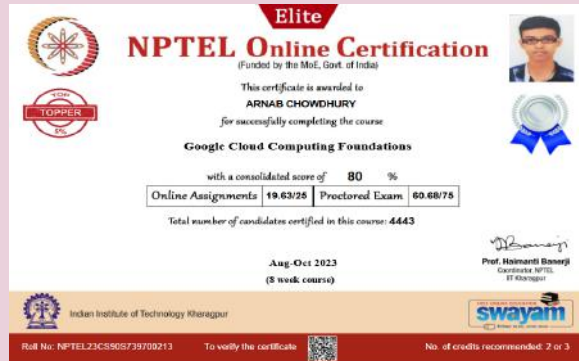 Elite
NPTEL Online Certification
(Funded by the MoE, Govt. of India)
This certificate is awarded to
ARNAB CHOWDHURY
for successfully completing the course
Google Cloud Computing Foundations
with a consolidated score of 80 %
Online Assignments 19.63/25 Proctored Exam 60.68/75
Total number of candidates certified in this course: 4443
TOP
TOPPER
5%
Aug-Oct 2023
(8 week course)
Prof. Haimanti Banerji
Coordinator, NPTEL
IIT Kharagpur
Indian Institute of Technology Kharagpur
swayam
Roll No: NPTEL23CS90S739700213 To verify the certificate No. of credits recommended: 2 or 3